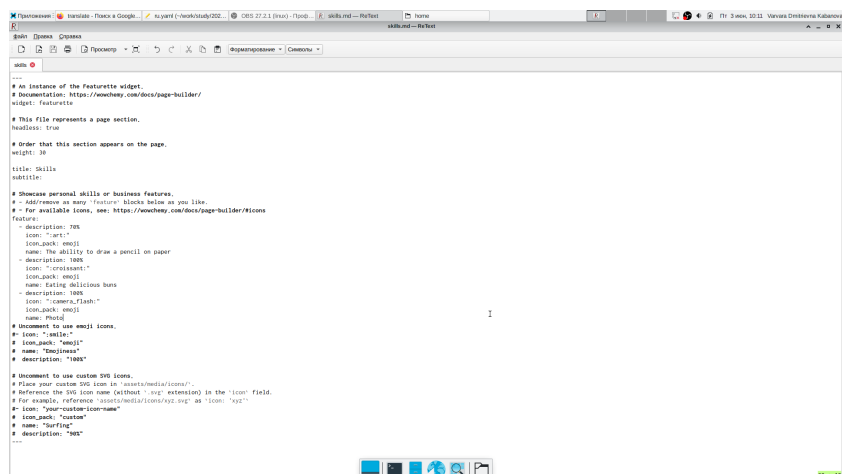 Приложения
translate - Поиск в Google...
ru.yaml (~/work/study/202...
OBS 27.2.1 (linux) - Проф...
skills.md — ReText
home
Пт 3 июн, 10:11 Varvara Dmitrievna Kabanova
skills.md — ReText
Файл Правка Справка
Просмотр Форматирование Символы
skills
---
# An instance of the Featurette widget.
# Documentation: https://wowchemy.com/docs/page-builder/
widget: featurette
# This file represents a page section.
headless: true
# Order that this section appears on the page.
weight: 30
title: Skills
subtitle:
# Showcase personal skills or business features.
# - Add/remove as many `feature` blocks below as you like.
# - For available icons, see: https://wowchemy.com/docs/page-builder/#icons
feature:
- description: 70%
icon: ":art:"
icon_pack: emoji
name: The ability to draw a pencil on paper
- description: 100%
icon: ":croissant:"
icon_pack: emoji
name: Eating delicious buns
- description: 100%
icon: ":camera_flash:"
icon_pack: emoji
name: Photo
# Uncomment to use emoji icons.
#- icon: ":smile:"
#  icon_pack: "emoji"
#  name: "Emojiness"
#  description: "100%"
# Uncomment to use custom SVG icons.
# Place your custom SVG icon in `assets/media/icons/`.
# Reference the SVG icon name (without `.svg` extension) in the `icon` field.
# For example, reference `assets/media/icons/xyz.svg` as `icon: 'xyz'`
#- icon: "your-custom-icon-name"
#  icon_pack: "custom"
#  name: "Surfing"
#  description: "90%"
---